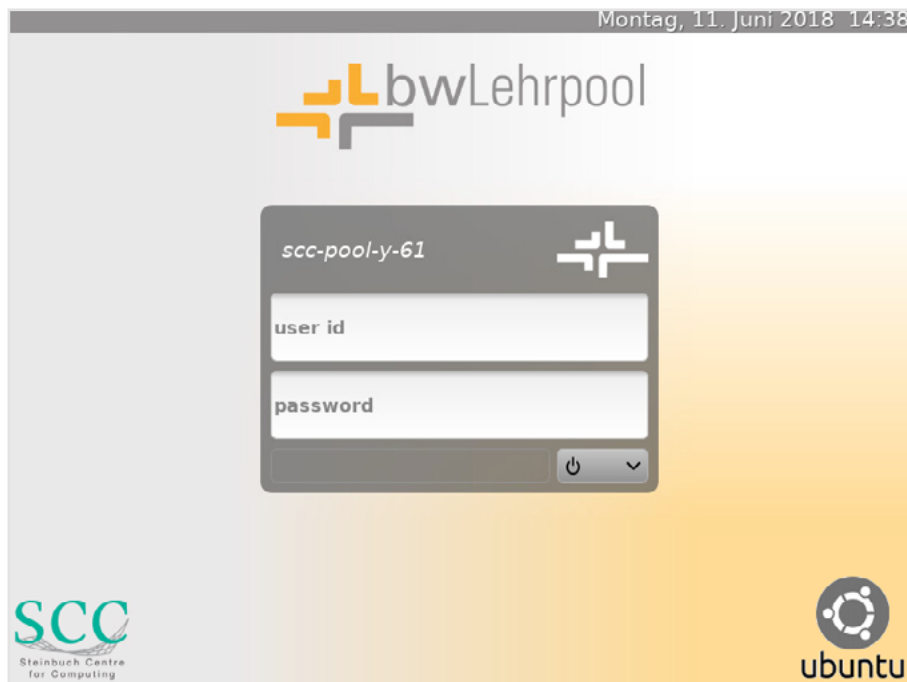 Montag, 11. Juni 2018 14:38
bwLehrpool
scc-pool-y-61
user id
password
SCC
Steinbuch Centre
for Computing
ubuntu